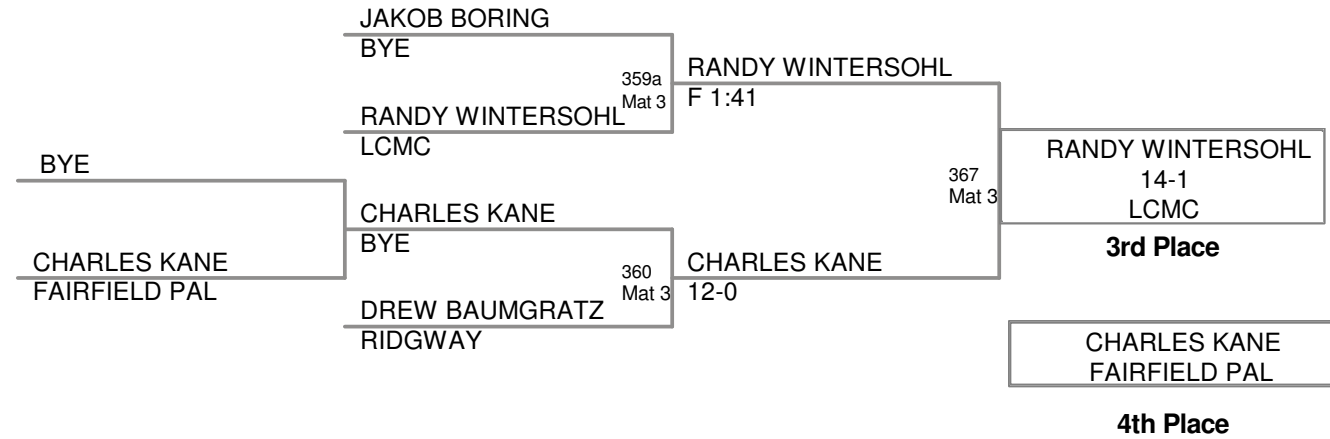 JAKOB BORING
BYE
359a
Mat 3
RANDY WINTERSOHL
LCMC
RANDY WINTERSOHL
F 1:41
BYE
CHARLES KANE
FAIRFIELD PAL
CHARLES KANE
BYE
360
Mat 3
DREW BAUMGRATZ
RIDGWAY
CHARLES KANE
12-0
367
Mat 3
RANDY WINTERSOHL
14-1
LCMC
3rd Place
CHARLES KANE
FAIRFIELD PAL
4th Place